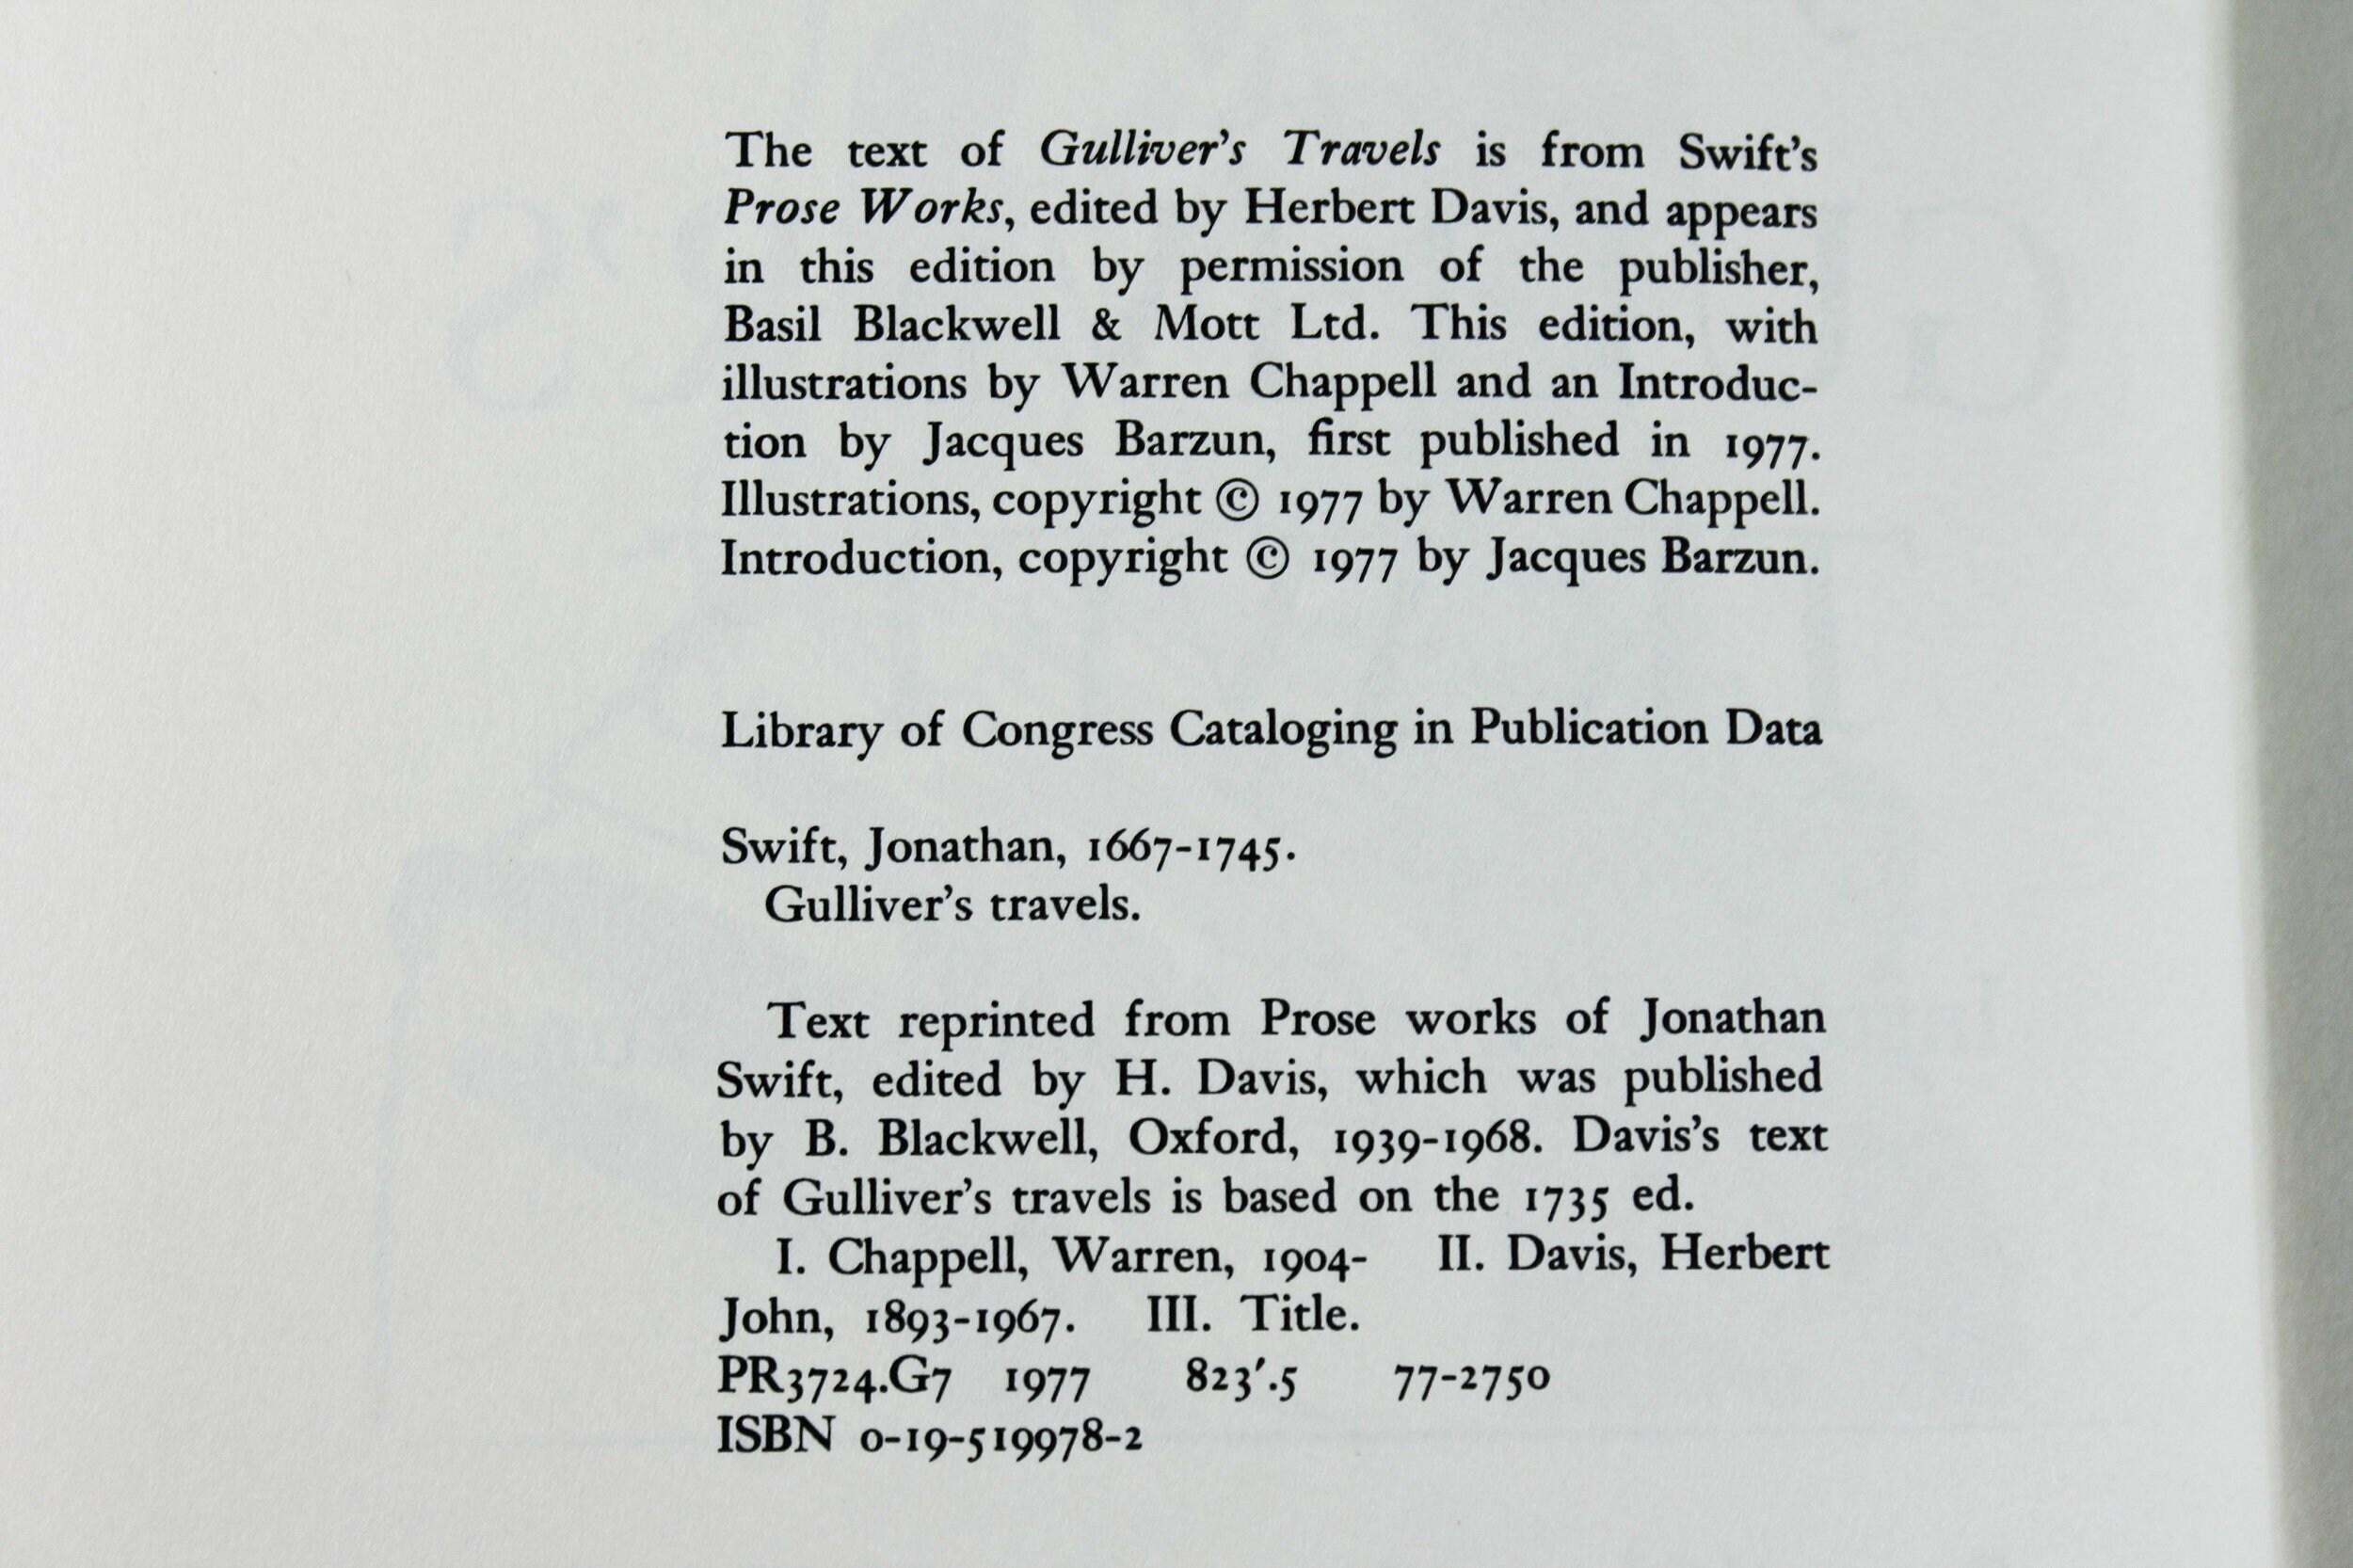 The text of Gulliver's Travels is from Swift's
Prose Works, edited by Herbert Davis, and appears
in this edition by permission of the publisher,
Basil Blackwell & Mott Ltd. This edition, with
illustrations by Warren Chappell and an Introduc-
tion by Jacques Barzun, first published in 1977.
Illustrations, copyright © 1977 by Warren Chappell.
Introduction, copyright © 1977 by Jacques Barzun.
Library of Congress Cataloging in Publication Data
Swift, Jonathan, 1667-1745.
Gulliver's travels.
Text reprinted from Prose works of Jonathan
Swift, edited by H. Davis, which was published
by B. Blackwell, Oxford, 1939-1968. Davis's text
of Gulliver's travels is based on the 1735 ed.
I. Chappell, Warren, 1904- II. Davis, Herbert
John, 1893-1967. III. Title.
PR3724.G7 1977 823′.5 77-2750
ISBN 0-19-519978-2